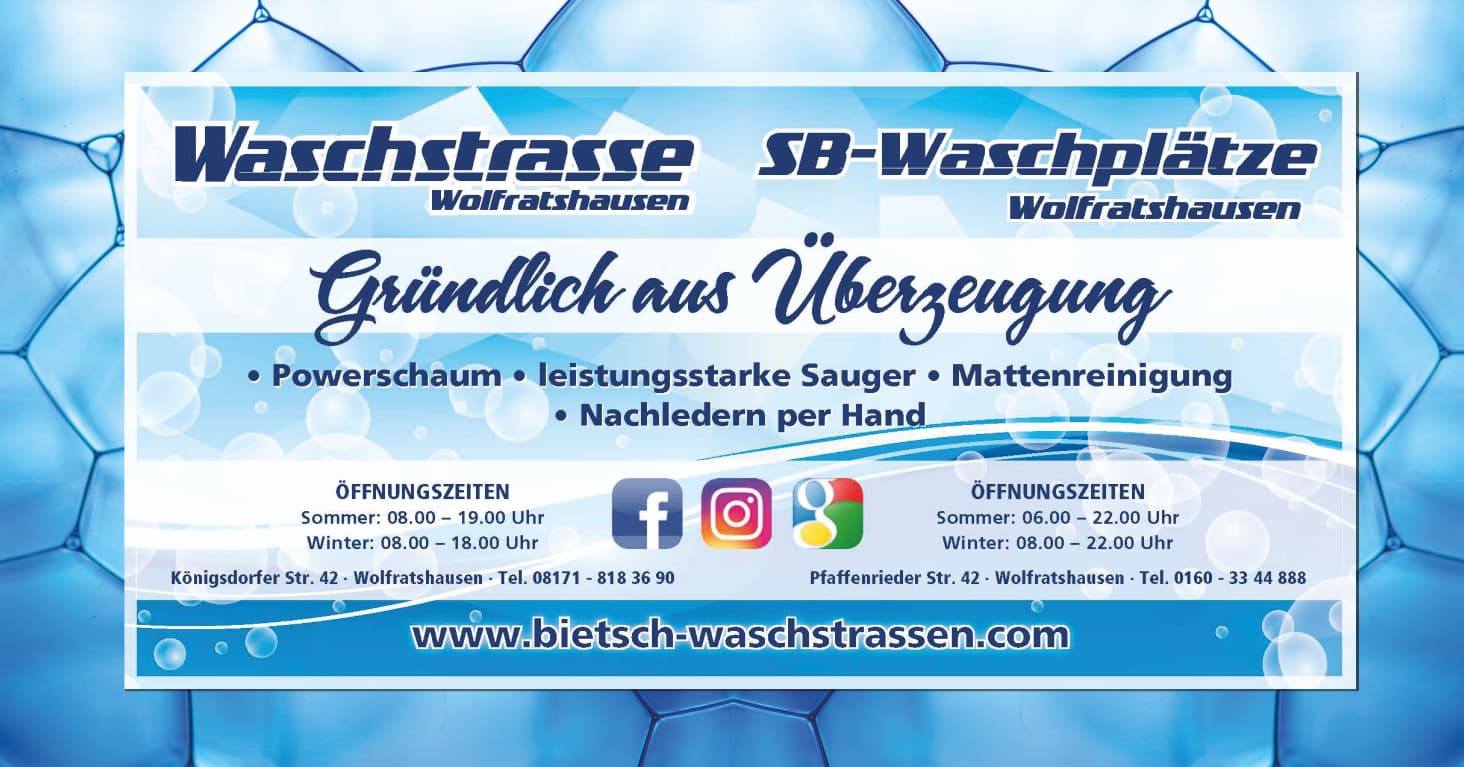 Waschstrasse
Wolfratshausen
SB-Waschplätze
Wolfratshausen
Gründlich aus Überzeugung
• Powerschaum • leistungsstarke Sauger • Mattenreinigung
• Nachledern per Hand
ÖFFNUNGSZEITEN
Sommer: 08.00 – 19.00 Uhr
Winter: 08.00 – 18.00 Uhr
Königsdorfer Str. 42 · Wolfratshausen · Tel. 08171 - 818 36 90
f
g
ÖFFNUNGSZEITEN
Sommer: 06.00 – 22.00 Uhr
Winter: 08.00 – 22.00 Uhr
Pfaffenrieder Str. 42 · Wolfratshausen · Tel. 0160 - 33 44 888
www.bietsch-waschstrassen.com